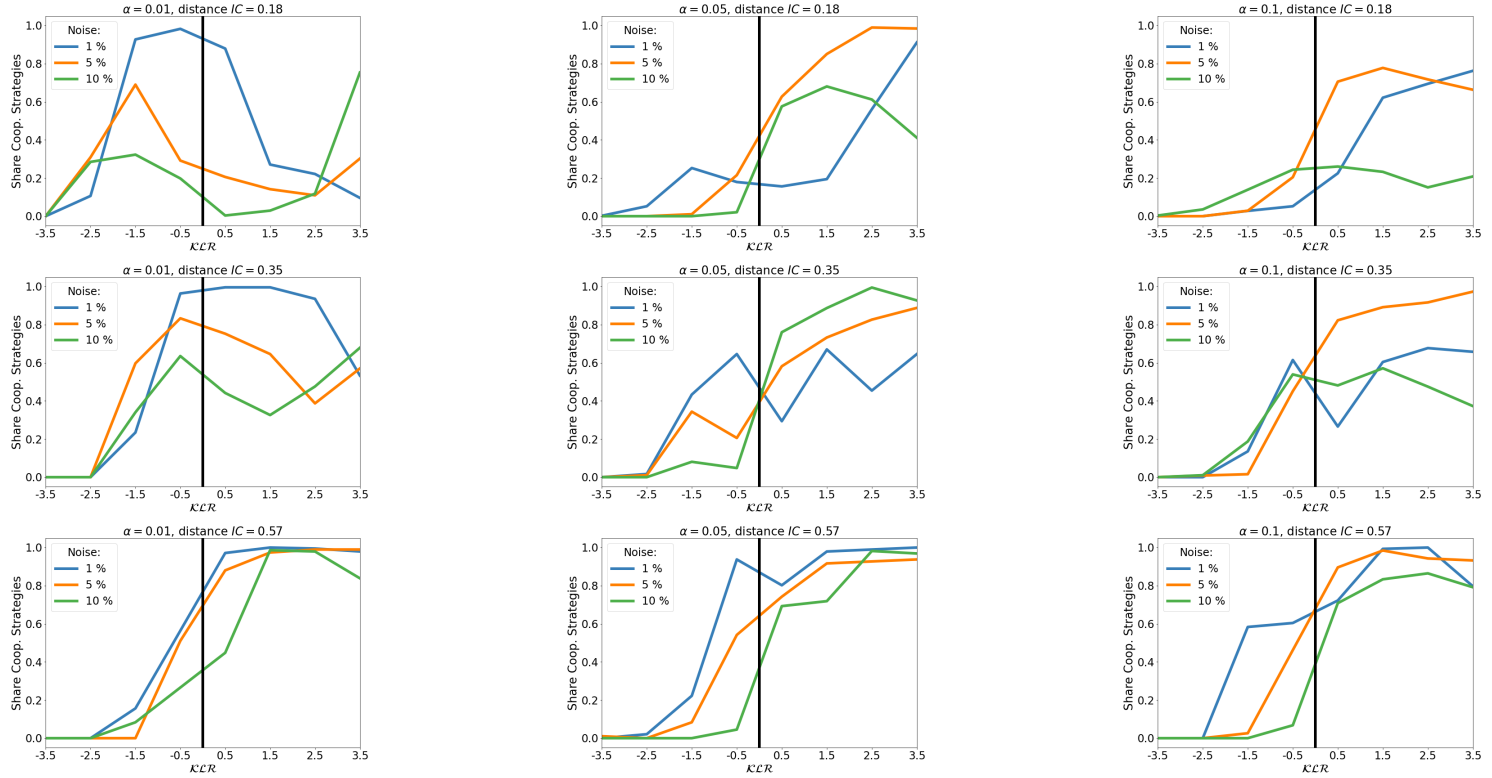 α = 0.01, distance IC = 0.18
Share Coop. Strategies
1.0
0.8
0.6
0.4
0.2
0.0
Noise:
1 %
5 %
10 %
-3.5 -2.5 -1.5 -0.5 0.5 1.5 2.5 3.5
𝒦ℒℛ
α = 0.05, distance IC = 0.18
Share Coop. Strategies
1.0
0.8
0.6
0.4
0.2
0.0
Noise:
1 %
5 %
10 %
-3.5 -2.5 -1.5 -0.5 0.5 1.5 2.5 3.5
𝒦ℒℛ
α = 0.1, distance IC = 0.18
Share Coop. Strategies
1.0
0.8
0.6
0.4
0.2
0.0
Noise:
1 %
5 %
10 %
-3.5 -2.5 -1.5 -0.5 0.5 1.5 2.5 3.5
𝒦ℒℛ
α = 0.01, distance IC = 0.35
Share Coop. Strategies
1.0
0.8
0.6
0.4
0.2
0.0
Noise:
1 %
5 %
10 %
-3.5 -2.5 -1.5 -0.5 0.5 1.5 2.5 3.5
𝒦ℒℛ
α = 0.05, distance IC = 0.35
Share Coop. Strategies
1.0
0.8
0.6
0.4
0.2
0.0
Noise:
1 %
5 %
10 %
-3.5 -2.5 -1.5 -0.5 0.5 1.5 2.5 3.5
𝒦ℒℛ
α = 0.1, distance IC = 0.35
Share Coop. Strategies
1.0
0.8
0.6
0.4
0.2
0.0
Noise:
1 %
5 %
10 %
-3.5 -2.5 -1.5 -0.5 0.5 1.5 2.5 3.5
𝒦ℒℛ
α = 0.01, distance IC = 0.57
Share Coop. Strategies
1.0
0.8
0.6
0.4
0.2
0.0
Noise:
1 %
5 %
10 %
-3.5 -2.5 -1.5 -0.5 0.5 1.5 2.5 3.5
𝒦ℒℛ
α = 0.05, distance IC = 0.57
Share Coop. Strategies
1.0
0.8
0.6
0.4
0.2
0.0
Noise:
1 %
5 %
10 %
-3.5 -2.5 -1.5 -0.5 0.5 1.5 2.5 3.5
𝒦ℒℛ
α = 0.1, distance IC = 0.57
Share Coop. Strategies
1.0
0.8
0.6
0.4
0.2
0.0
Noise:
1 %
5 %
10 %
-3.5 -2.5 -1.5 -0.5 0.5 1.5 2.5 3.5
𝒦ℒℛ